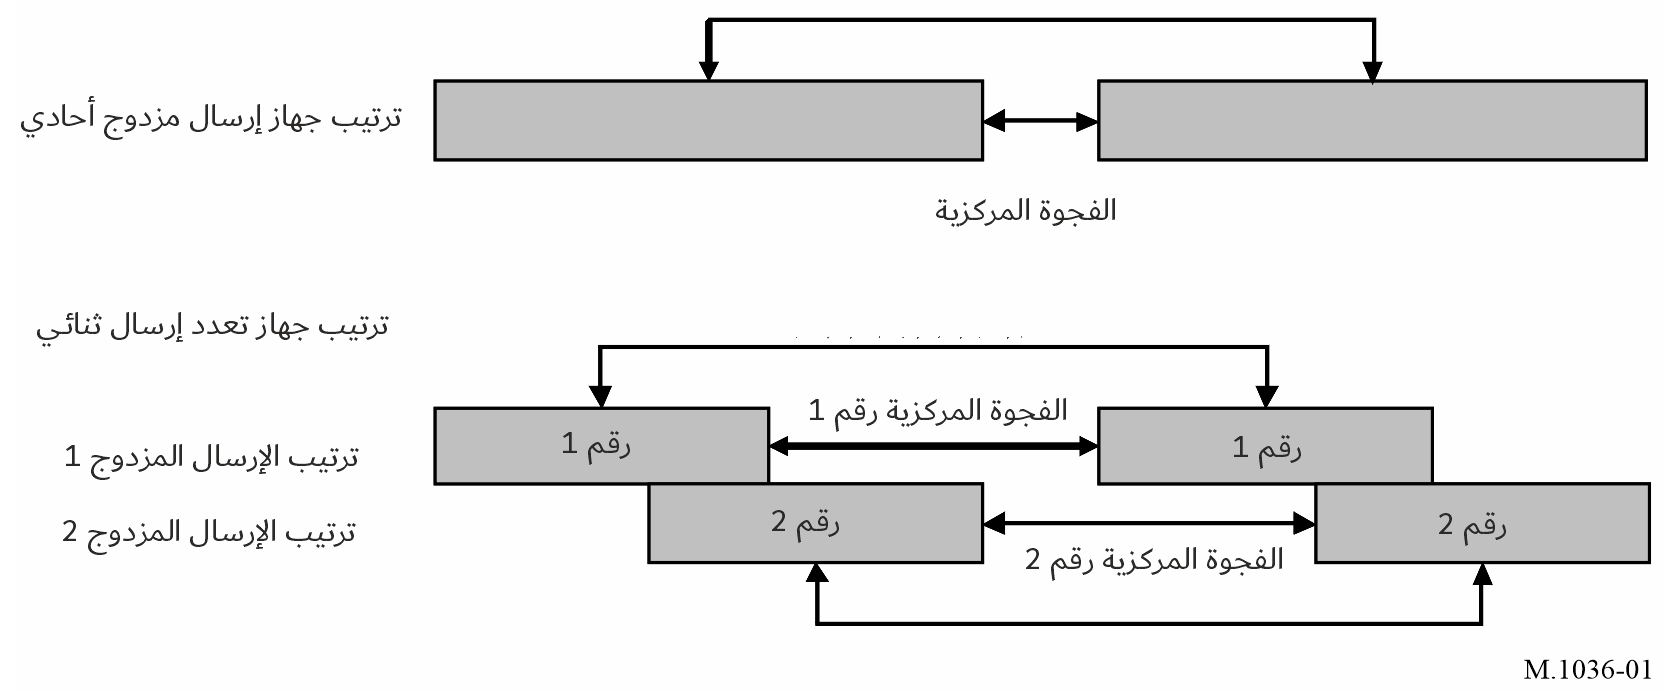 ترتيب جهاز إرسال مزدوج أحادي
الفجوة المركزية
ترتيب جهاز تعدد إرسال ثنائي
الفجوة المركزية رقم 1
رقم 1
رقم 1
ترتيب الإرسال المزدوج 1
رقم 2
رقم 2
ترتيب الإرسال المزدوج 2
الفجوة المركزية رقم 2
M.1036-01